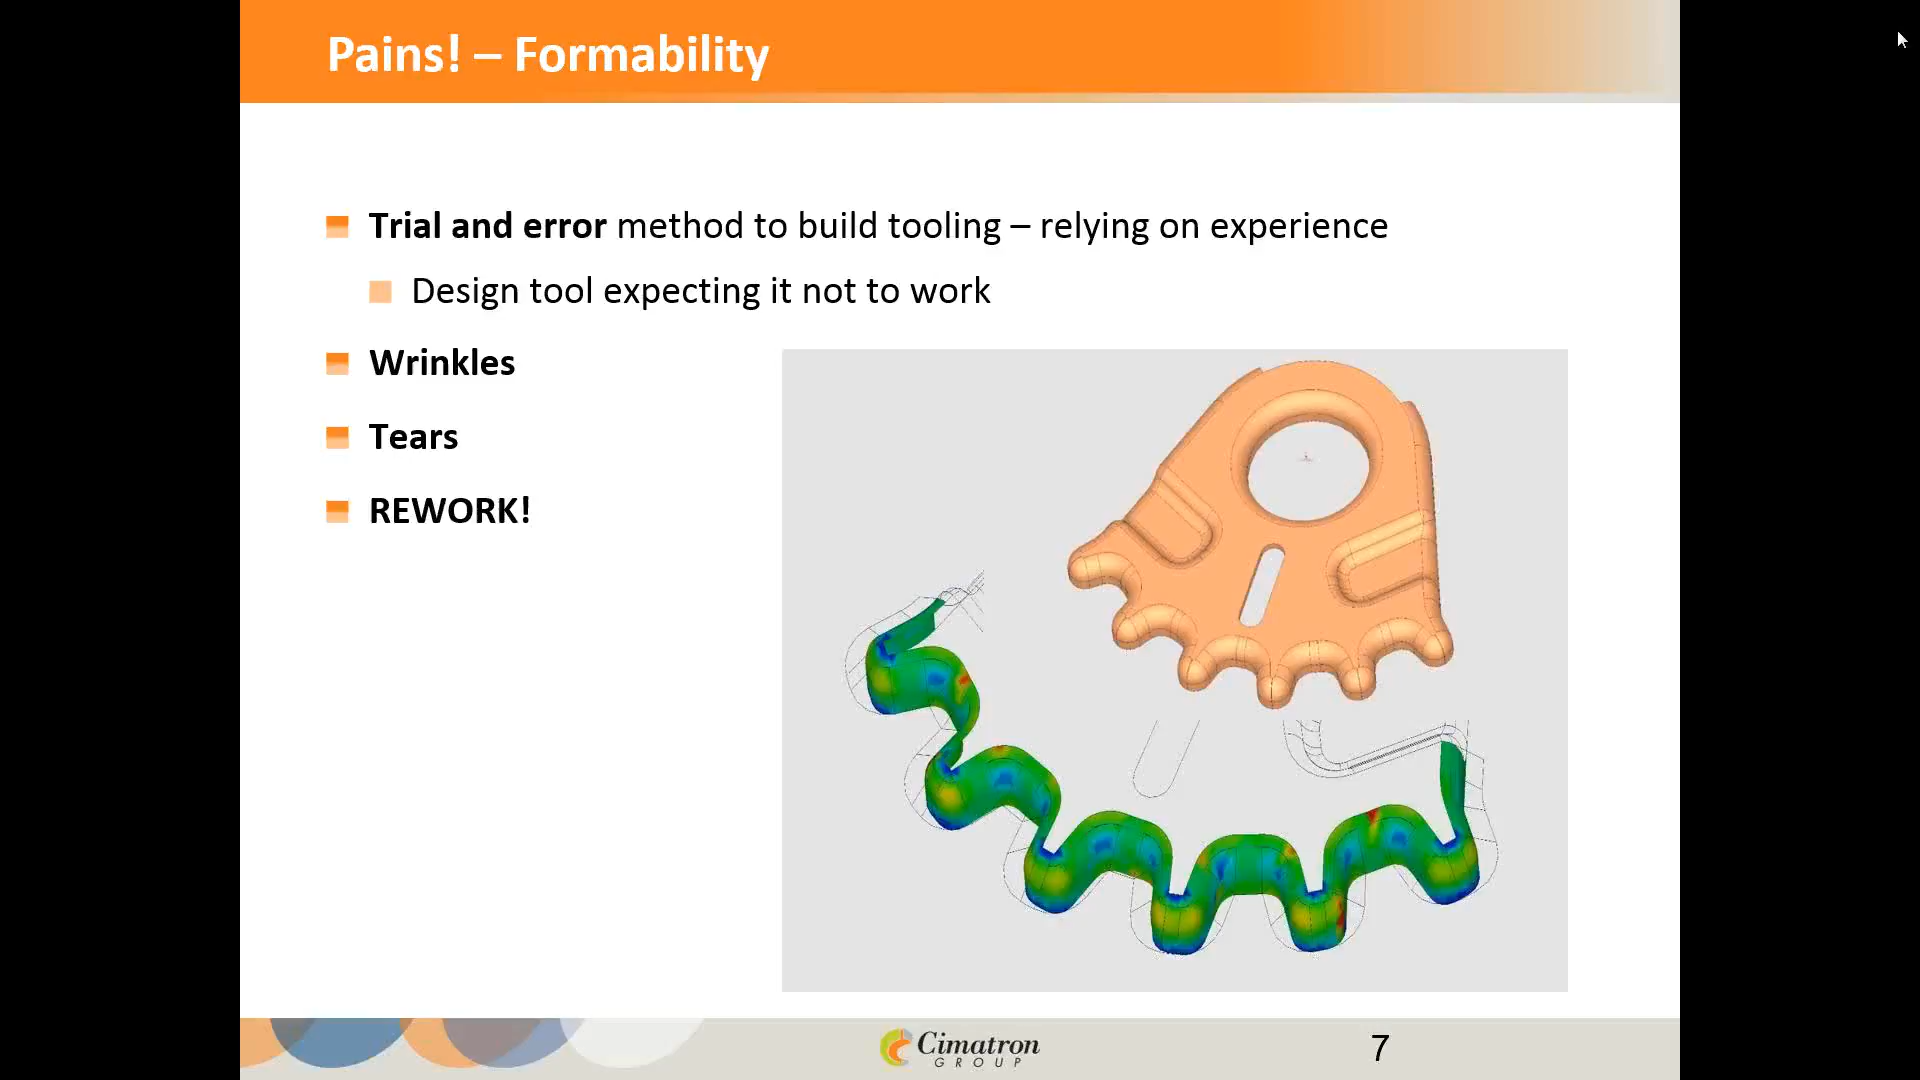 Pains! – Formability
Trial and error method to build tooling – relying on experience
Design tool expecting it not to work
Wrinkles
Tears
REWORK!
Cimatron
GROUP
7